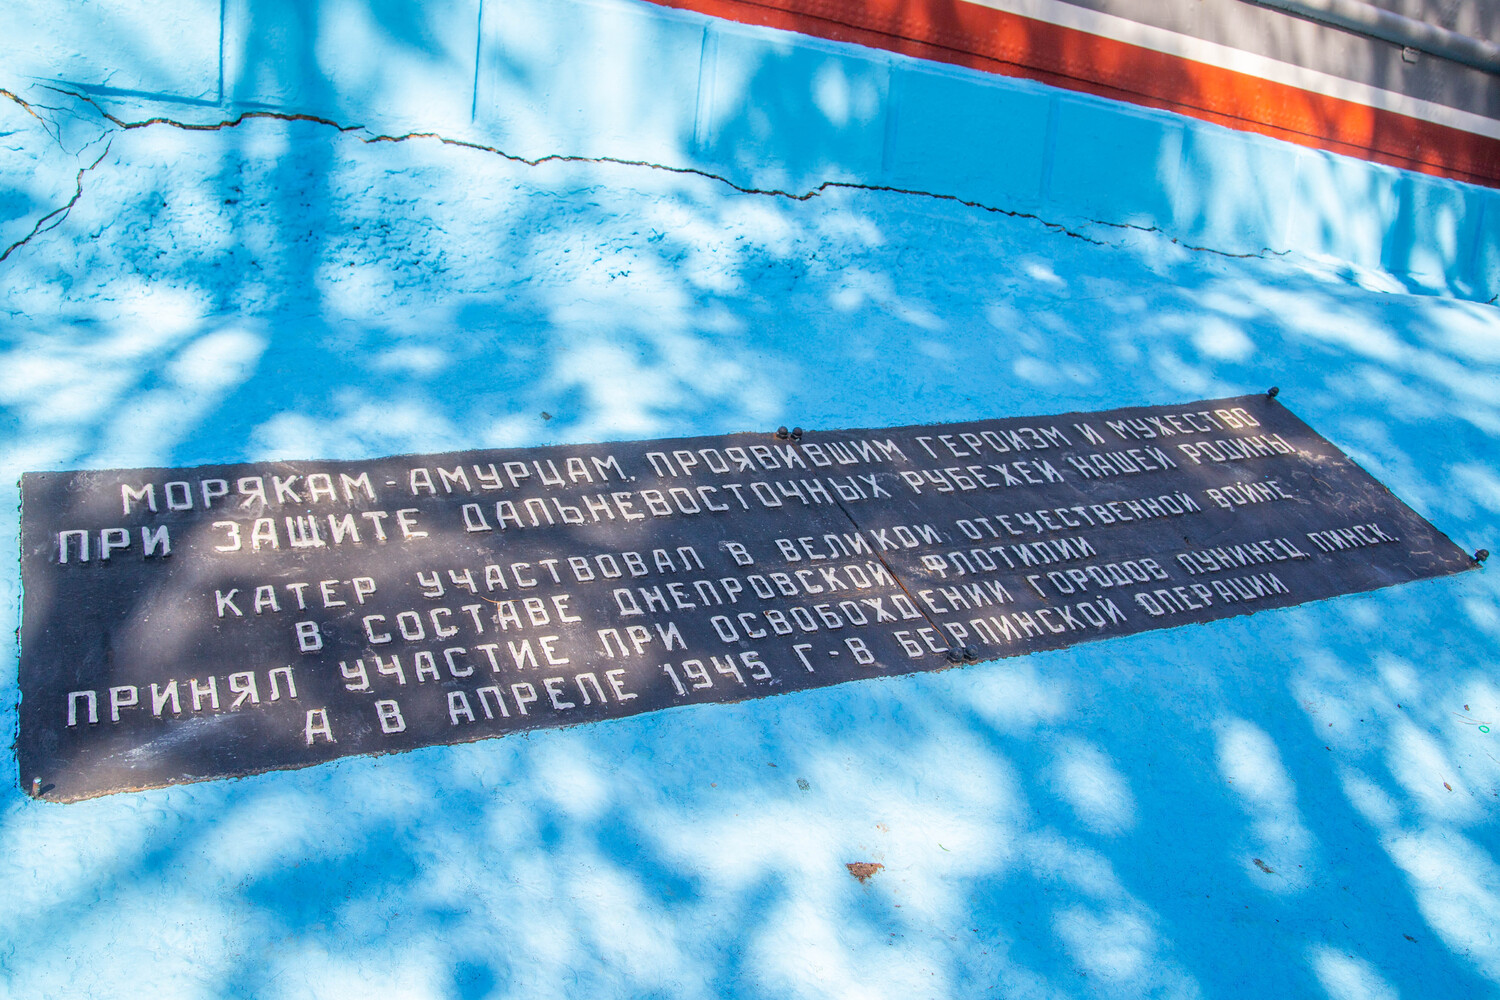 МОРЯКАМ-АМУРЦАМ, ПРОЯВИВШИМ ГЕРОИЗМ И МУЖЕСТВО
ПРИ ЗАЩИТЕ ДАЛЬНЕВОСТОЧНЫХ РУБЕЖЕЙ НАШЕЙ РОДИНЫ.
КАТЕР УЧАСТВОВАЛ В ВЕЛИКОЙ ОТЕЧЕСТВЕННОЙ ВОЙНЕ
В СОСТАВЕ ДНЕПРОВСКОЙ ФЛОТИЛИИ
ПРИНЯЛ УЧАСТИЕ ПРИ ОСВОБОЖДЕНИИ ГОРОДОВ ЛУНИНЕЦ, ПИНСК.
А В АПРЕЛЕ 1945 Г-В БЕРЛИНСКОЙ ОПЕРАЦИИ